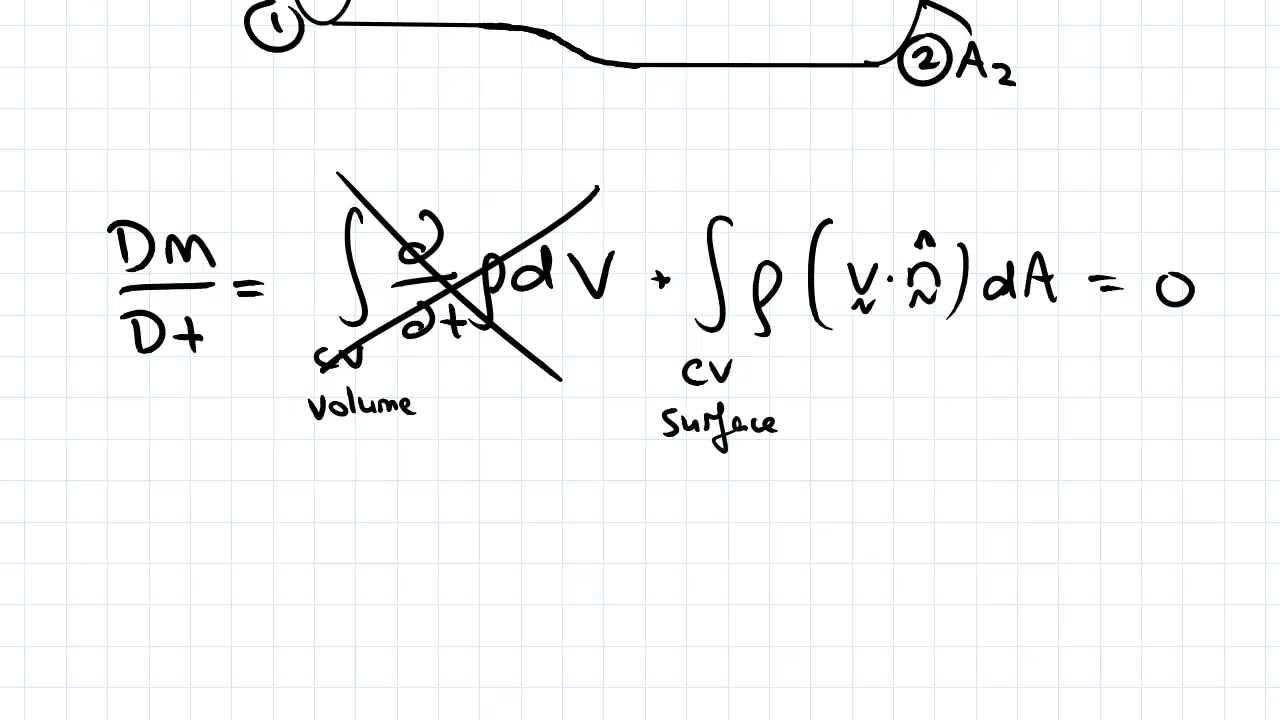 ① ② A₂
Dm/Dt = ∫ ∂/∂t ρ dV + ∫ ρ (v · n̂) dA = 0
CV CV
volume surface